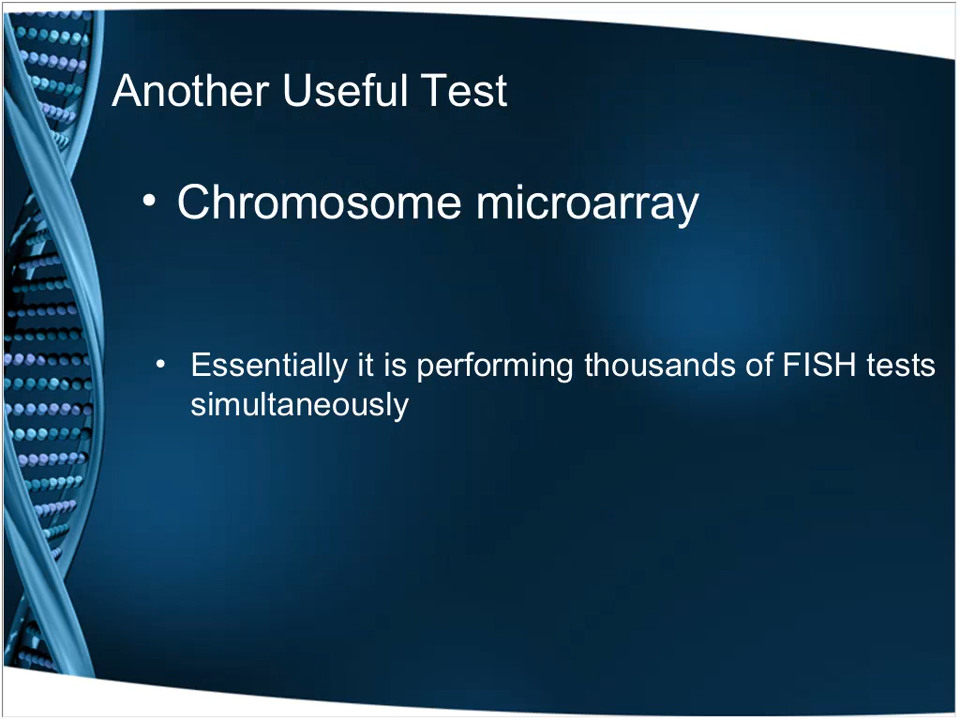 Another Useful Test
• Chromosome microarray
• Essentially it is performing thousands of FISH tests
simultaneously